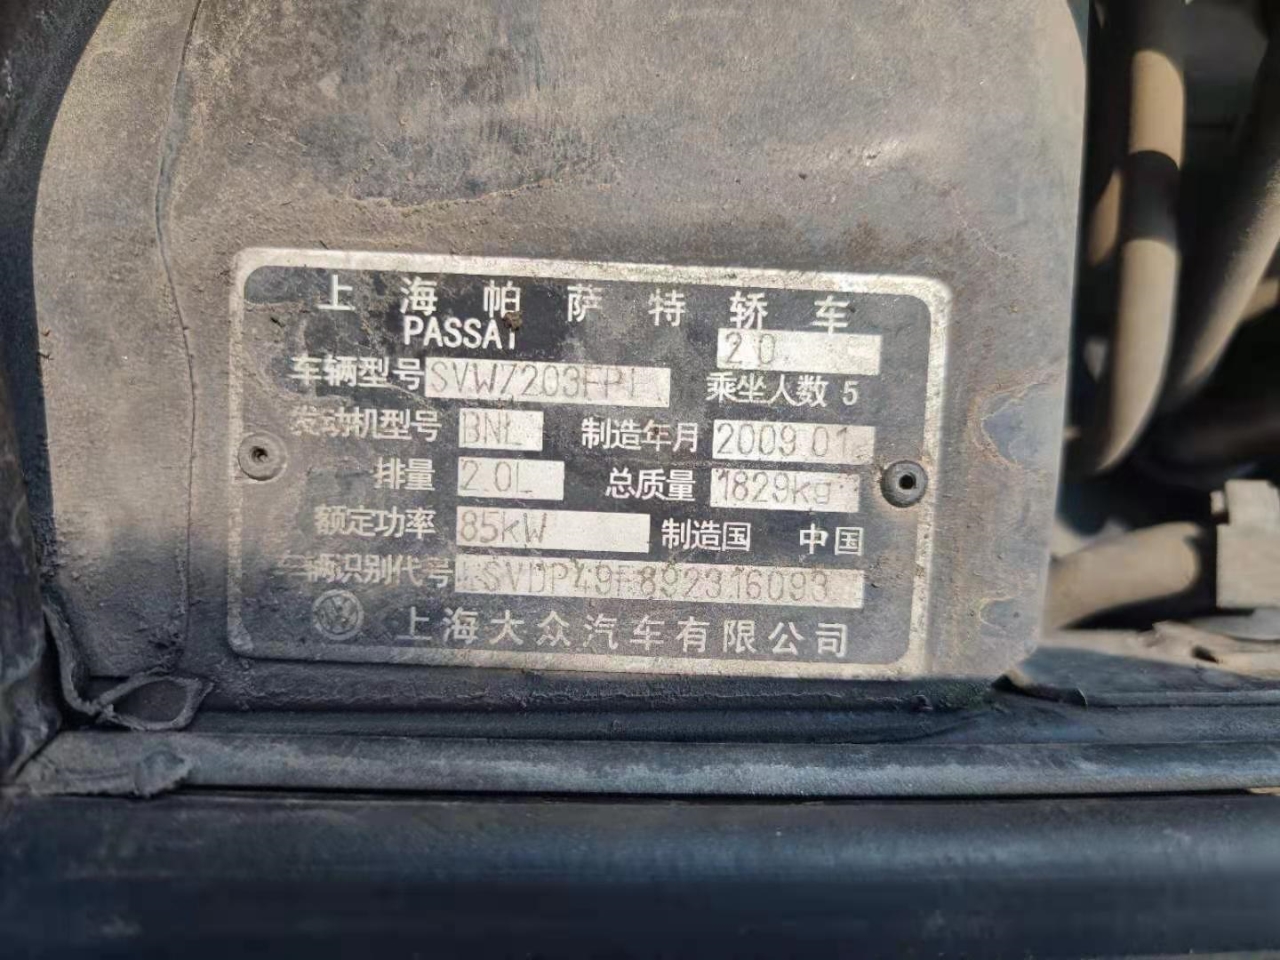 上海帕萨特轿车
PASSAT 2.0
车辆型号 SVW7203FPI 乘坐人数 5
发动机型号 BNL 制造年月 2009.01
排量 2.0L 总质量 1829kg
额定功率 85kW 制造国 中国
车辆识别代号 LSVDP49F892316093
上海大众汽车有限公司